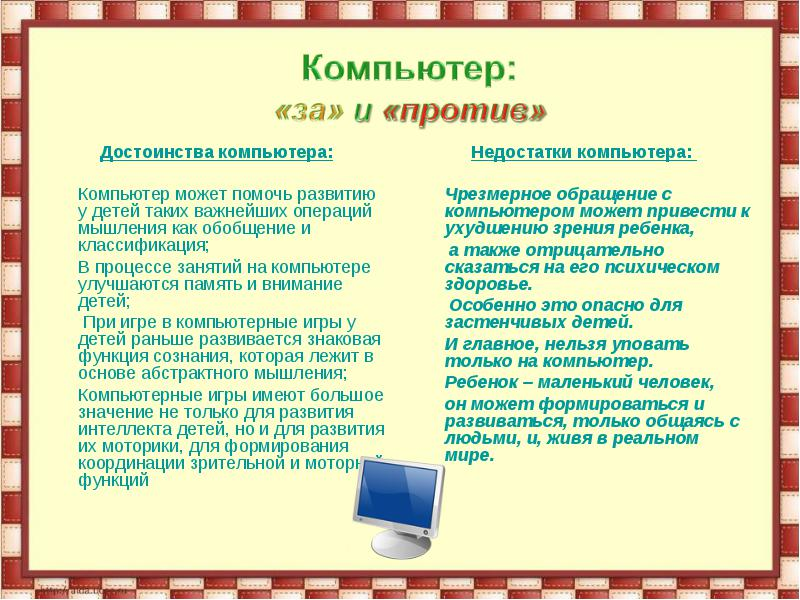 Компьютер:
«за» и «против»
Достоинства компьютера:
Компьютер может помочь развитию
у детей таких важнейших операций
мышления как обобщение и
классификация;
В процессе занятий на компьютере
улучшаются память и внимание
детей;
При игре в компьютерные игры у
детей раньше развивается знаковая
функция сознания, которая лежит в
основе абстрактного мышления;
Компьютерные игры имеют большое
значение не только для развития
интеллекта детей, но и для развития
их моторики, для формирования
координации зрительной и моторной
функций
Недостатки компьютера:
Чрезмерное обращение с
компьютером может привести к
ухудшению зрения ребенка,
а также отрицательно
сказаться на его психическом
здоровье.
Особенно это опасно для
застенчивых детей.
И главное, нельзя уповать
только на компьютер.
Ребенок – маленький человек,
он может формироваться и
развиваться, только общаясь с
людьми, и, живя в реальном
мире.